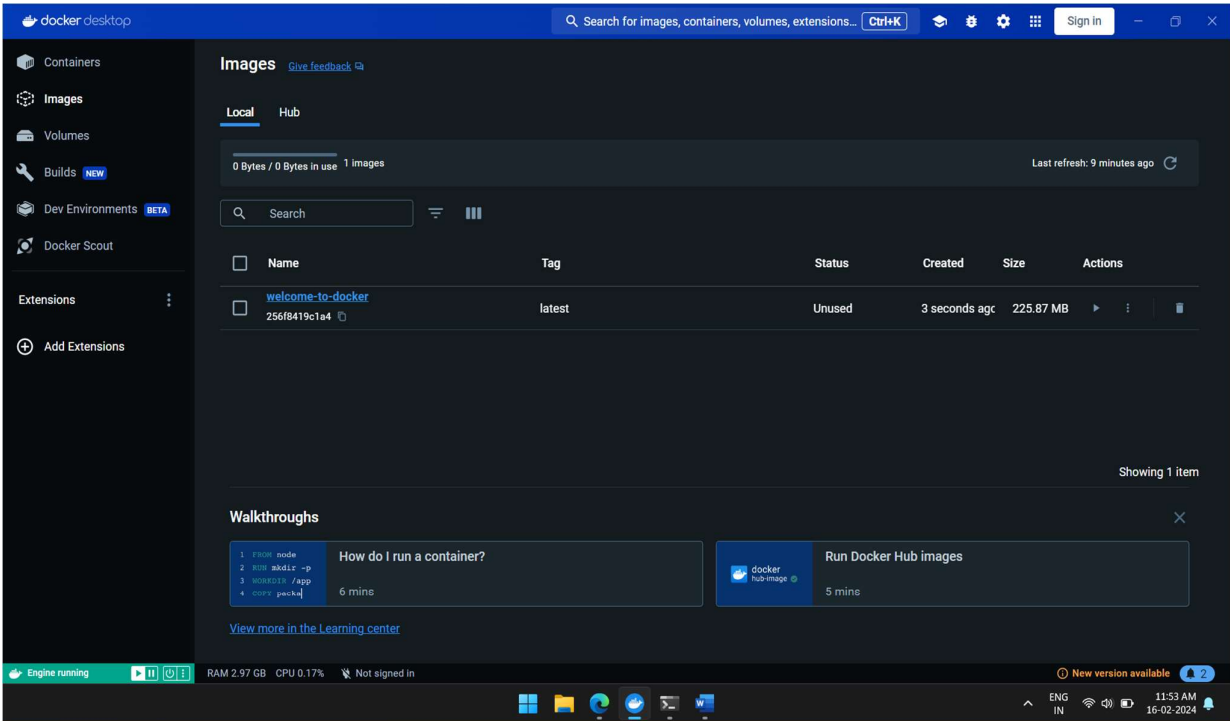 docker desktop
Search for images, containers, volumes, extensions... Ctrl+K
Sign in
Containers
Images
Volumes
Builds NEW
Dev Environments BETA
Docker Scout
Extensions
Add Extensions
Images Give feedback
Local Hub
0 Bytes / 0 Bytes in use 1 images
Last refresh: 9 minutes ago
Search
Name Tag Status Created Size Actions
welcome-to-docker
256f8419c1a4
latest Unused 3 seconds agc 225.87 MB
Showing 1 item
Walkthroughs
1 FROM node
2 RUN mkdir -p
3 WORKDIR /app
4 COPY packa
How do I run a container?
6 mins
docker
hub-image
Run Docker Hub images
5 mins
View more in the Learning center
Engine running
RAM 2.97 GB CPU 0.17% Not signed in
New version available 2
ENG
IN
11:53 AM
16-02-2024